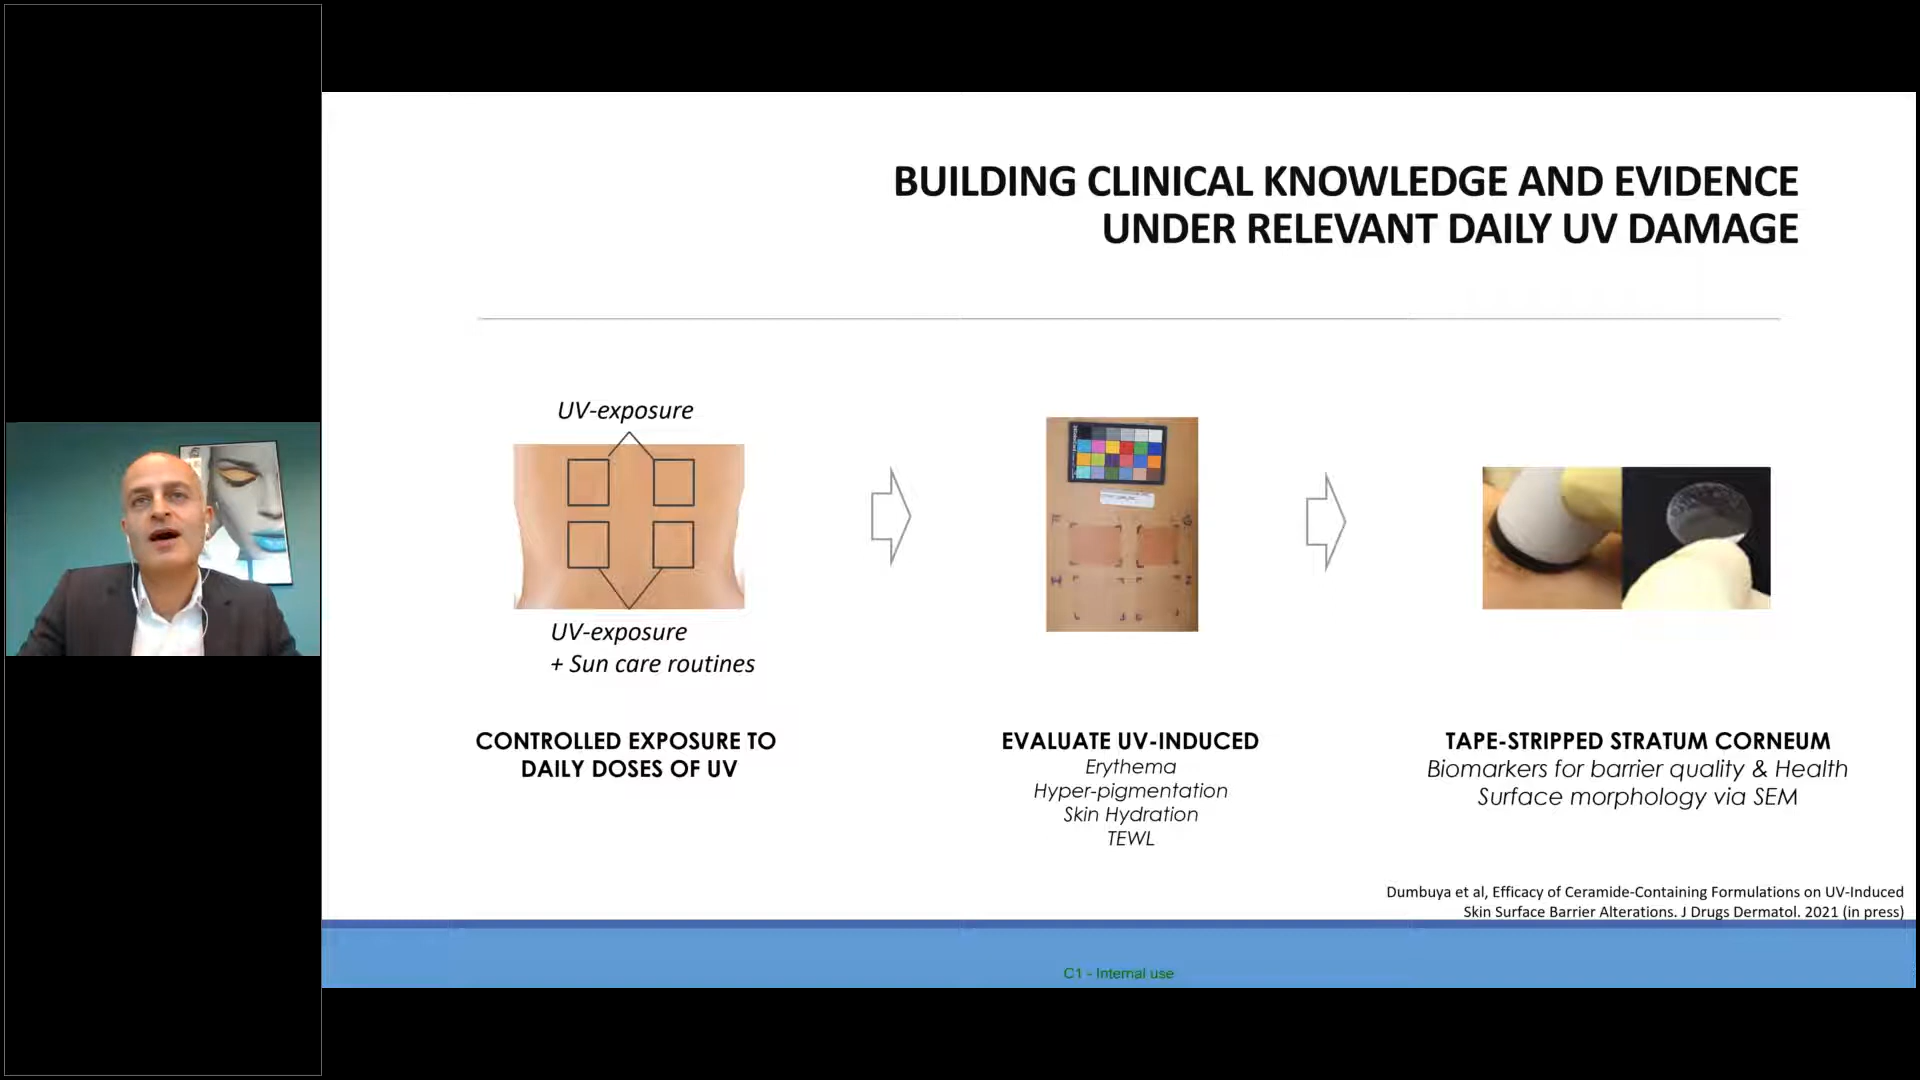 BUILDING CLINICAL KNOWLEDGE AND EVIDENCE
UNDER RELEVANT DAILY UV DAMAGE
UV-exposure
UV-exposure
+ Sun care routines
CONTROLLED EXPOSURE TO
DAILY DOSES OF UV
EVALUATE UV-INDUCED
Erythema
Hyper-pigmentation
Skin Hydration
TEWL
TAPE-STRIPPED STRATUM CORNEUM
Biomarkers for barrier quality & Health
Surface morphology via SEM
Dumbuya et al, Efficacy of Ceramide-Containing Formulations on UV-Induced
Skin Surface Barrier Alterations. J Drugs Dermatol. 2021 (in press)
C1 - Internal use